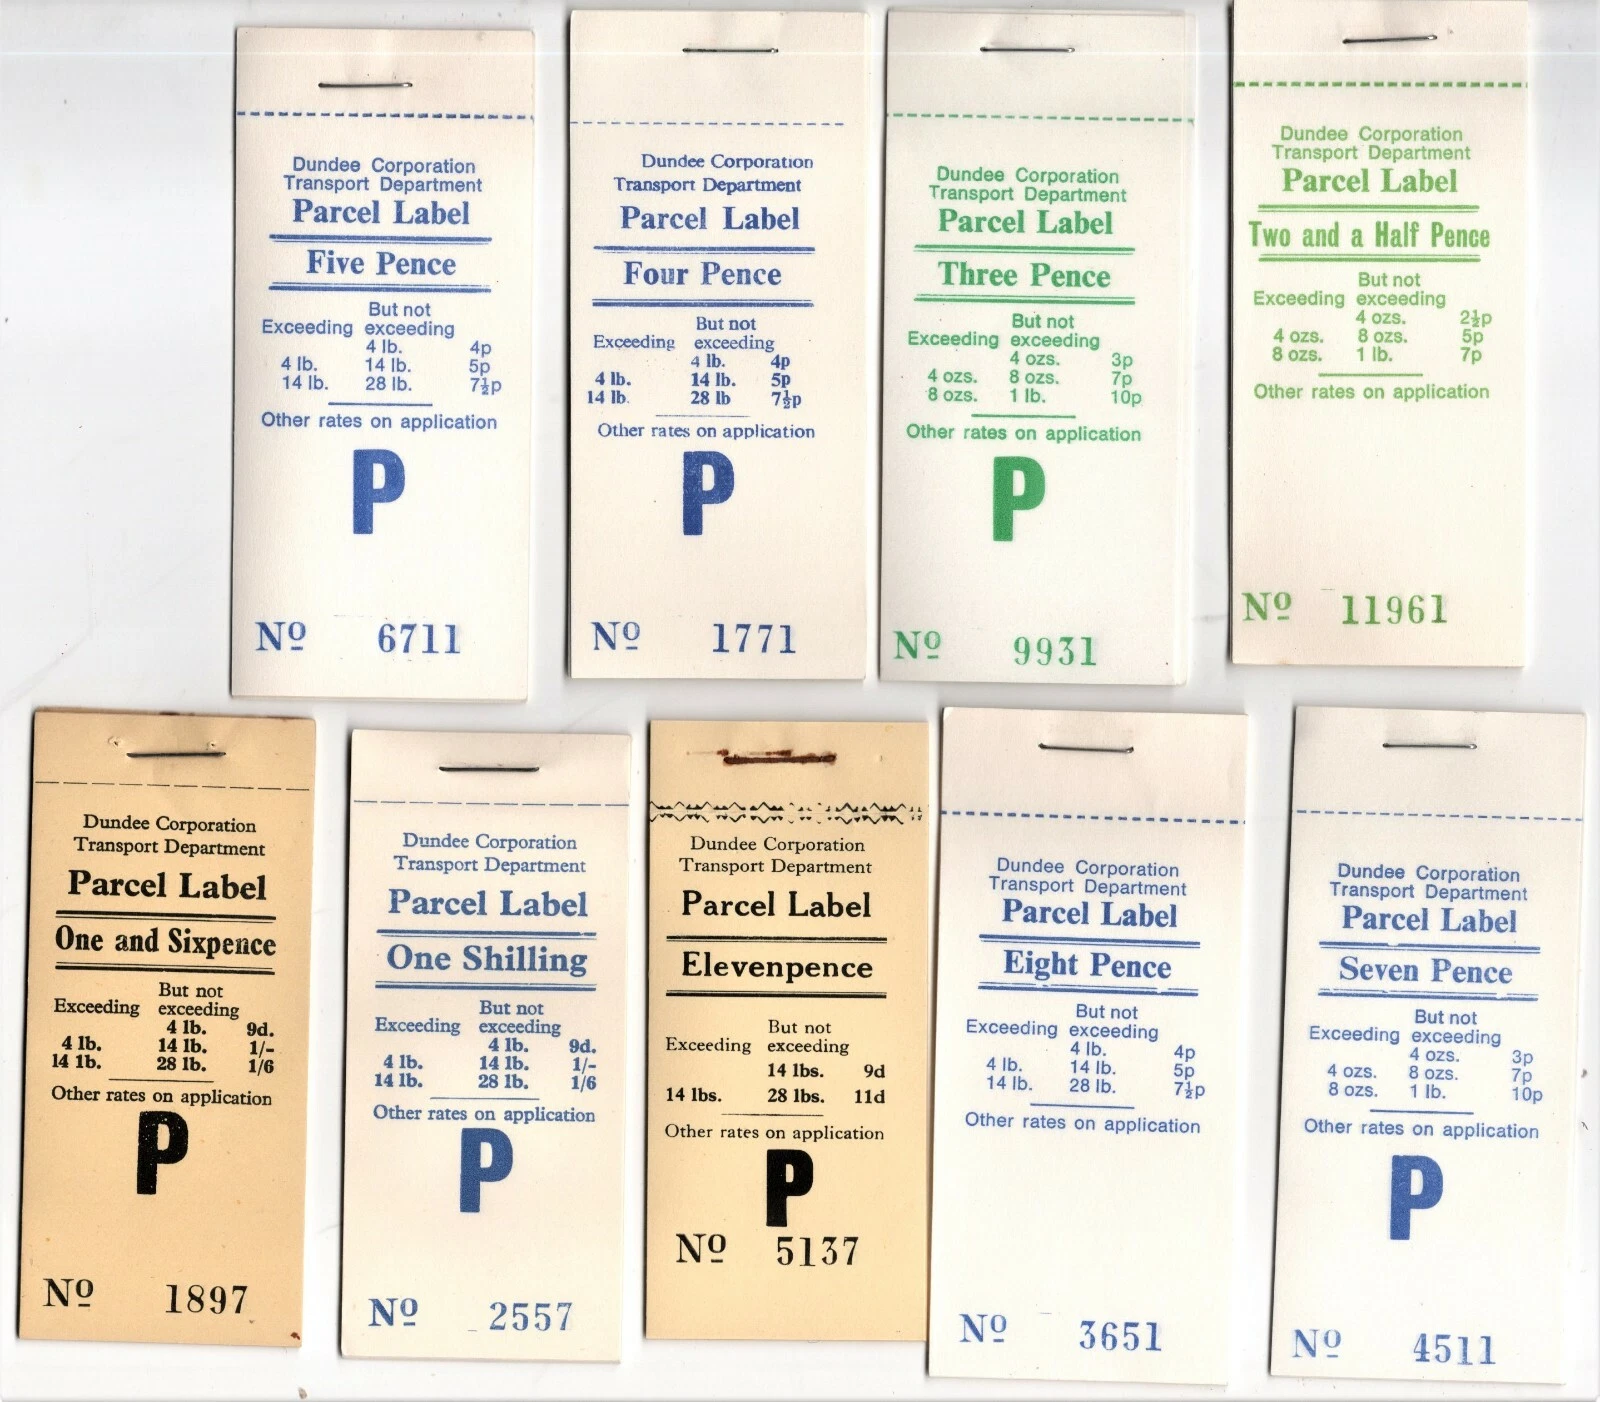 Dundee Corporation
Transport Department
Parcel Label
Five Pence
But not
Exceeding exceeding
4 lb. 4p
4 lb. 14 lb. 5p
14 lb. 28 lb. 7½p
Other rates on application
P
Nº 6711
Dundee Corporation
Transport Department
Parcel Label
Four Pence
But not
Exceeding exceeding
4 lb. 4p
4 lb. 14 lb. 5p
14 lb. 28 lb 7½p
Other rates on application
P
Nº 1771
Dundee Corporation
Transport Department
Parcel Label
Three Pence
But not
Exceeding exceeding
4 ozs. 3p
4 ozs. 8 ozs. 7p
8 ozs. 1 lb. 10p
Other rates on application
P
Nº 9931
Dundee Corporation
Transport Department
Parcel Label
Two and a Half Pence
But not
Exceeding exceeding
4 ozs. 2½p
4 ozs. 8 ozs. 5p
8 ozs. 1 lb. 7p
Other rates on application
Nº 11961
Dundee Corporation
Transport Department
Parcel Label
One and Sixpence
But not
Exceeding exceeding
4 lb. 9d.
4 lb. 14 lb. 1/-
14 lb. 28 lb. 1/6
Other rates on application
P
Nº 1897
Dundee Corporation
Transport Department
Parcel Label
One Shilling
But not
Exceeding exceeding
4 lb. 9d.
4 lb. 14 lb. 1/-
14 lb. 28 lb. 1/6
Other rates on application
P
Nº 2557
Dundee Corporation
Transport Department
Parcel Label
Elevenpence
But not
Exceeding exceeding
14 lbs. 9d
14 lbs. 28 lbs. 11d
Other rates on application
P
Nº 5137
Dundee Corporation
Transport Department
Parcel Label
Eight Pence
But not
Exceeding exceeding
4 lb. 4p
4 lb. 14 lb. 5p
14 lb. 28 lb. 7½p
Other rates on application
Nº 3651
Dundee Corporation
Transport Department
Parcel Label
Seven Pence
But not
Exceeding exceeding
4 ozs. 3p
4 ozs. 8 ozs. 7p
8 ozs. 1 lb. 10p
Other rates on application
P
Nº 4511